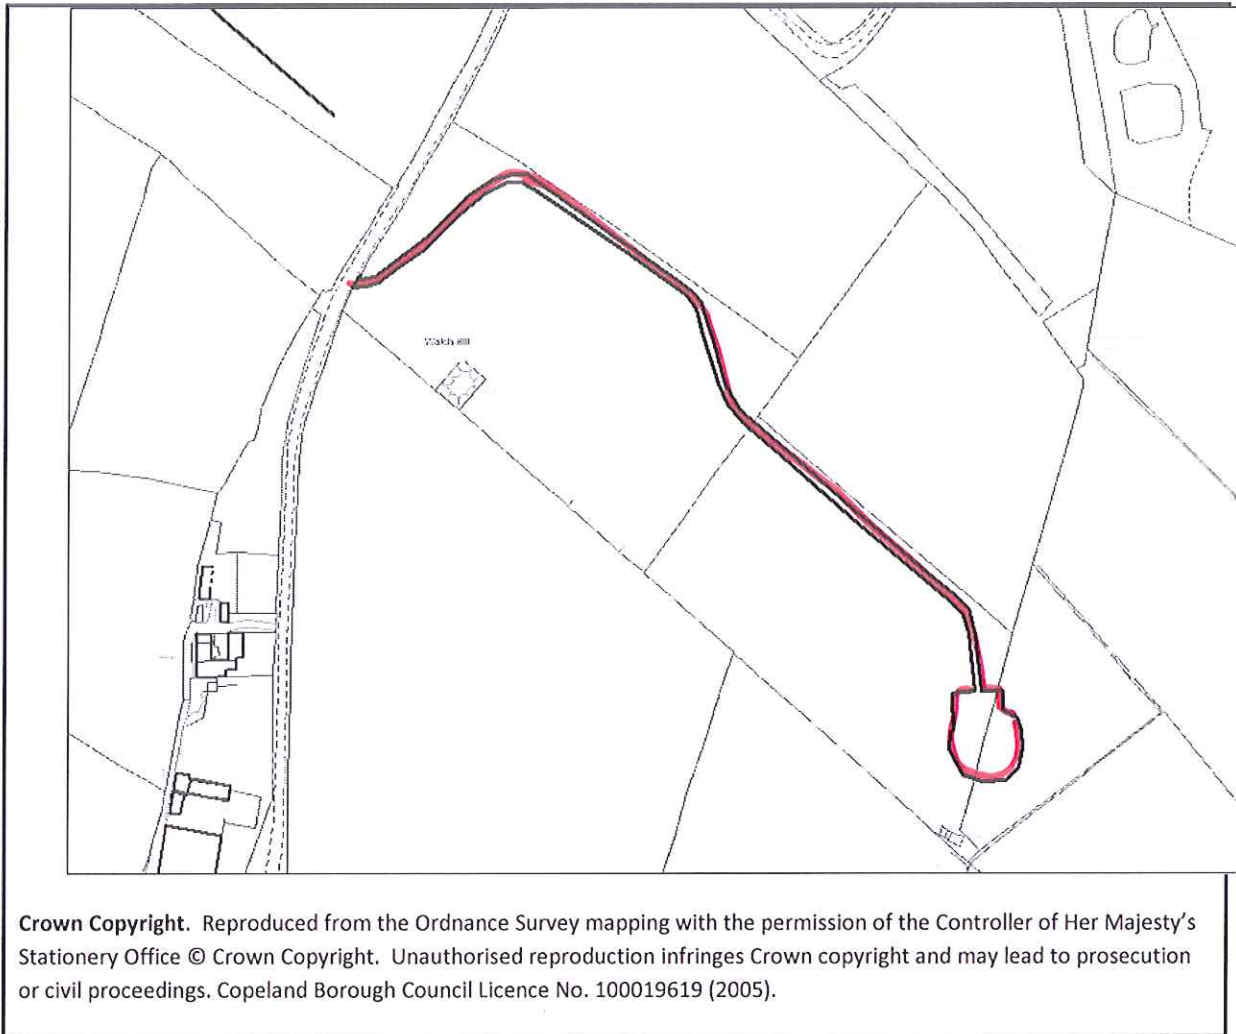 Watch Hill
Crown Copyright. Reproduced from the Ordnance Survey mapping with the permission of the Controller of Her Majesty's
Stationery Office © Crown Copyright. Unauthorised reproduction infringes Crown copyright and may lead to prosecution
or civil proceedings. Copeland Borough Council Licence No. 100019619 (2005).